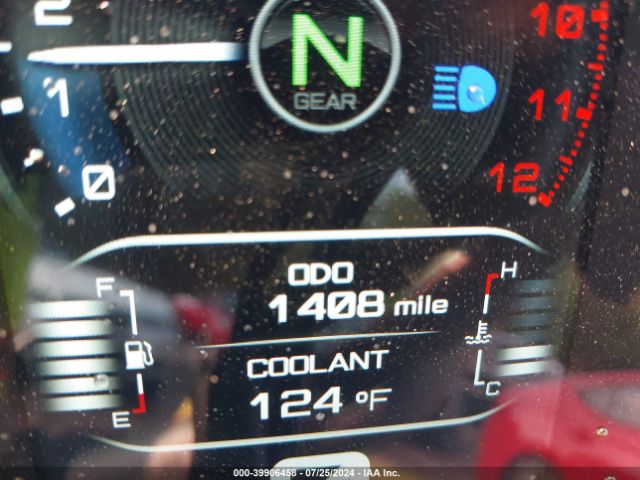 2
N
GEAR
10
1
11
0
12
ODO
1408 mile
F
H
COOLANT
124 °F
E
C
000-39906458 - 07/25/2024 - IAA Inc.